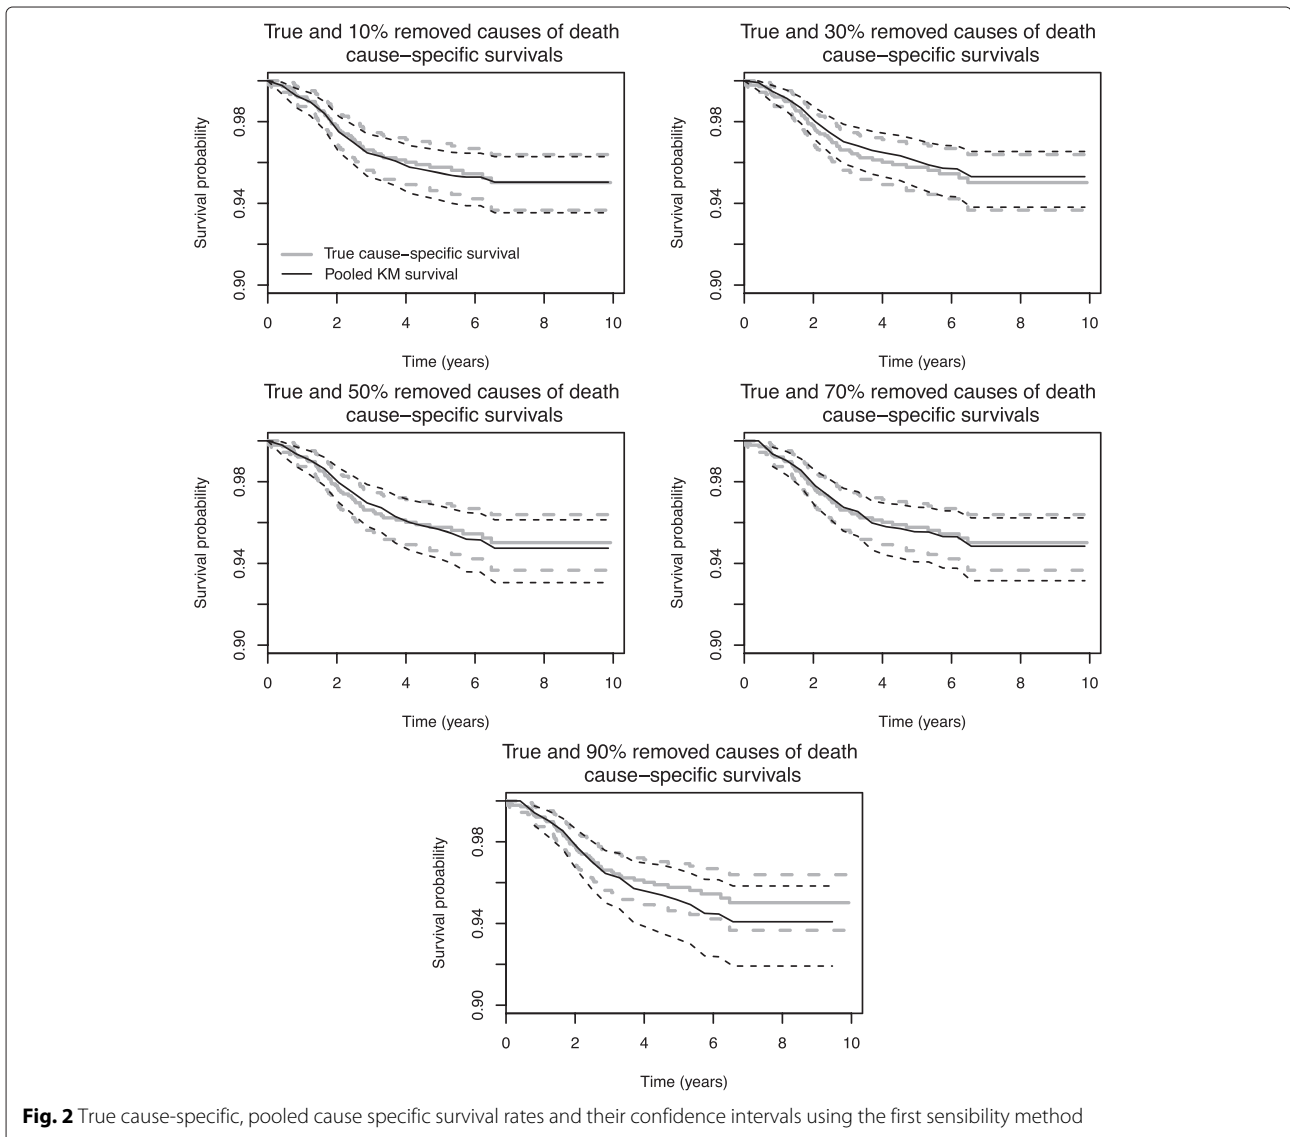 True and 10% removed causes of death
cause−specific survivals
Survival probability
0.98
0.94
0.90
True cause−specific survival
Pooled KM survival
0 2 4 6 8 10
Time (years)
True and 30% removed causes of death
cause−specific survivals
Survival probability
0.98
0.94
0.90
0 2 4 6 8 10
Time (years)
True and 50% removed causes of death
cause−specific survivals
Survival probability
0.98
0.94
0.90
0 2 4 6 8 10
Time (years)
True and 70% removed causes of death
cause−specific survivals
Survival probability
0.98
0.94
0.90
0 2 4 6 8 10
Time (years)
True and 90% removed causes of death
cause−specific survivals
Survival probability
0.98
0.94
0.90
0 2 4 6 8 10
Time (years)
Fig. 2 True cause-specific, pooled cause specific survival rates and their confidence intervals using the first sensibility method